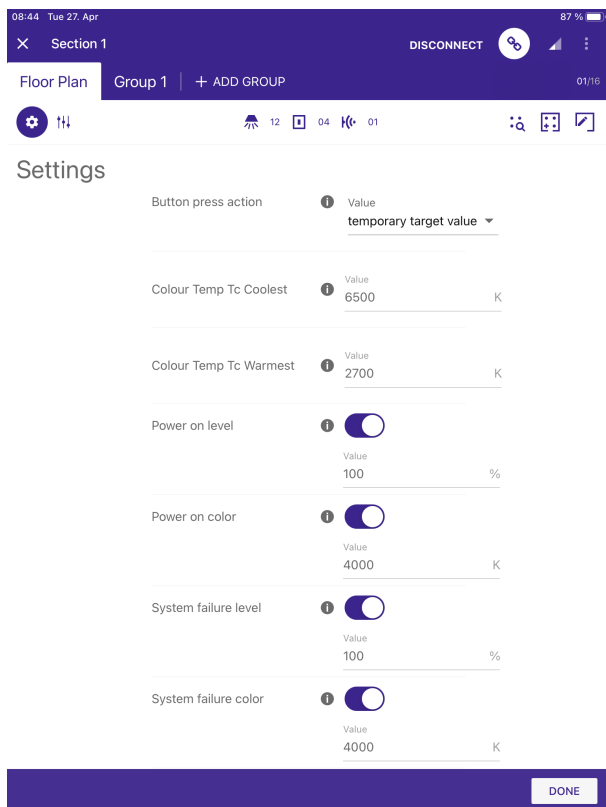 08:44 Tue 27. Apr 87 %
Section 1 DISCONNECT
Floor Plan Group 1 + ADD GROUP 01/16
12 04 01
Settings
Button press action Value
temporary target value
Value
Colour Temp Tc Coolest 6500 K
Value
Colour Temp Tc Warmest 2700 K
Power on level
Value
100 %
Power on color
Value
4000 K
System failure level
Value
100 %
System failure color
Value
4000 K
DONE